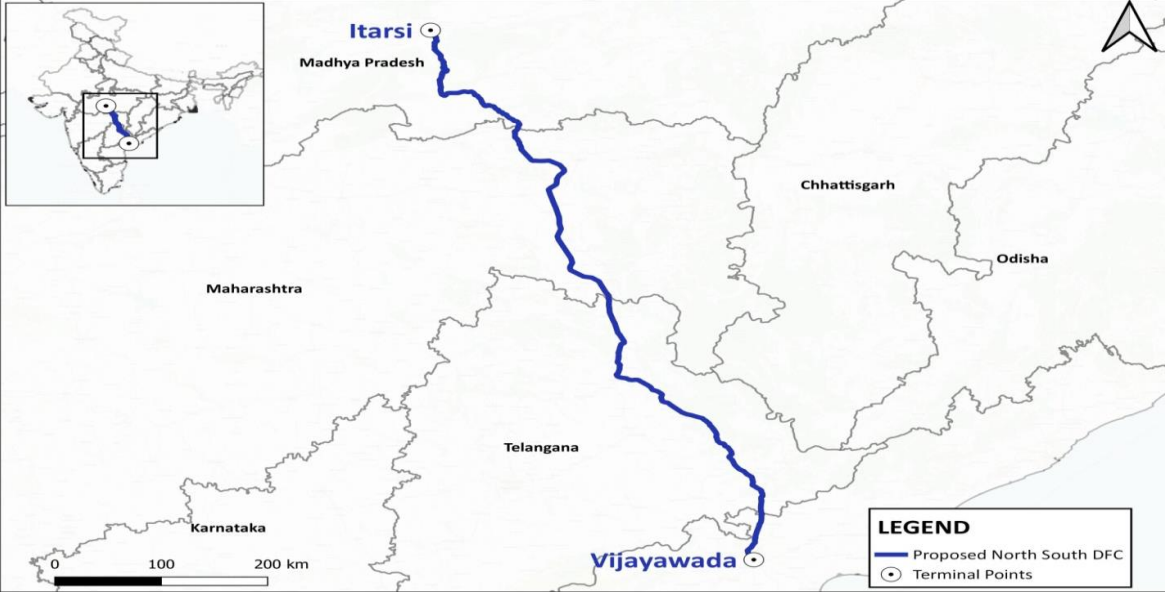 Itarsi
Madhya Pradesh
Chhattisgarh
Odisha
Maharashtra
Telangana
Karnataka
Vijayawada
0 100 200 km
LEGEND
Proposed North South DFC
Terminal Points